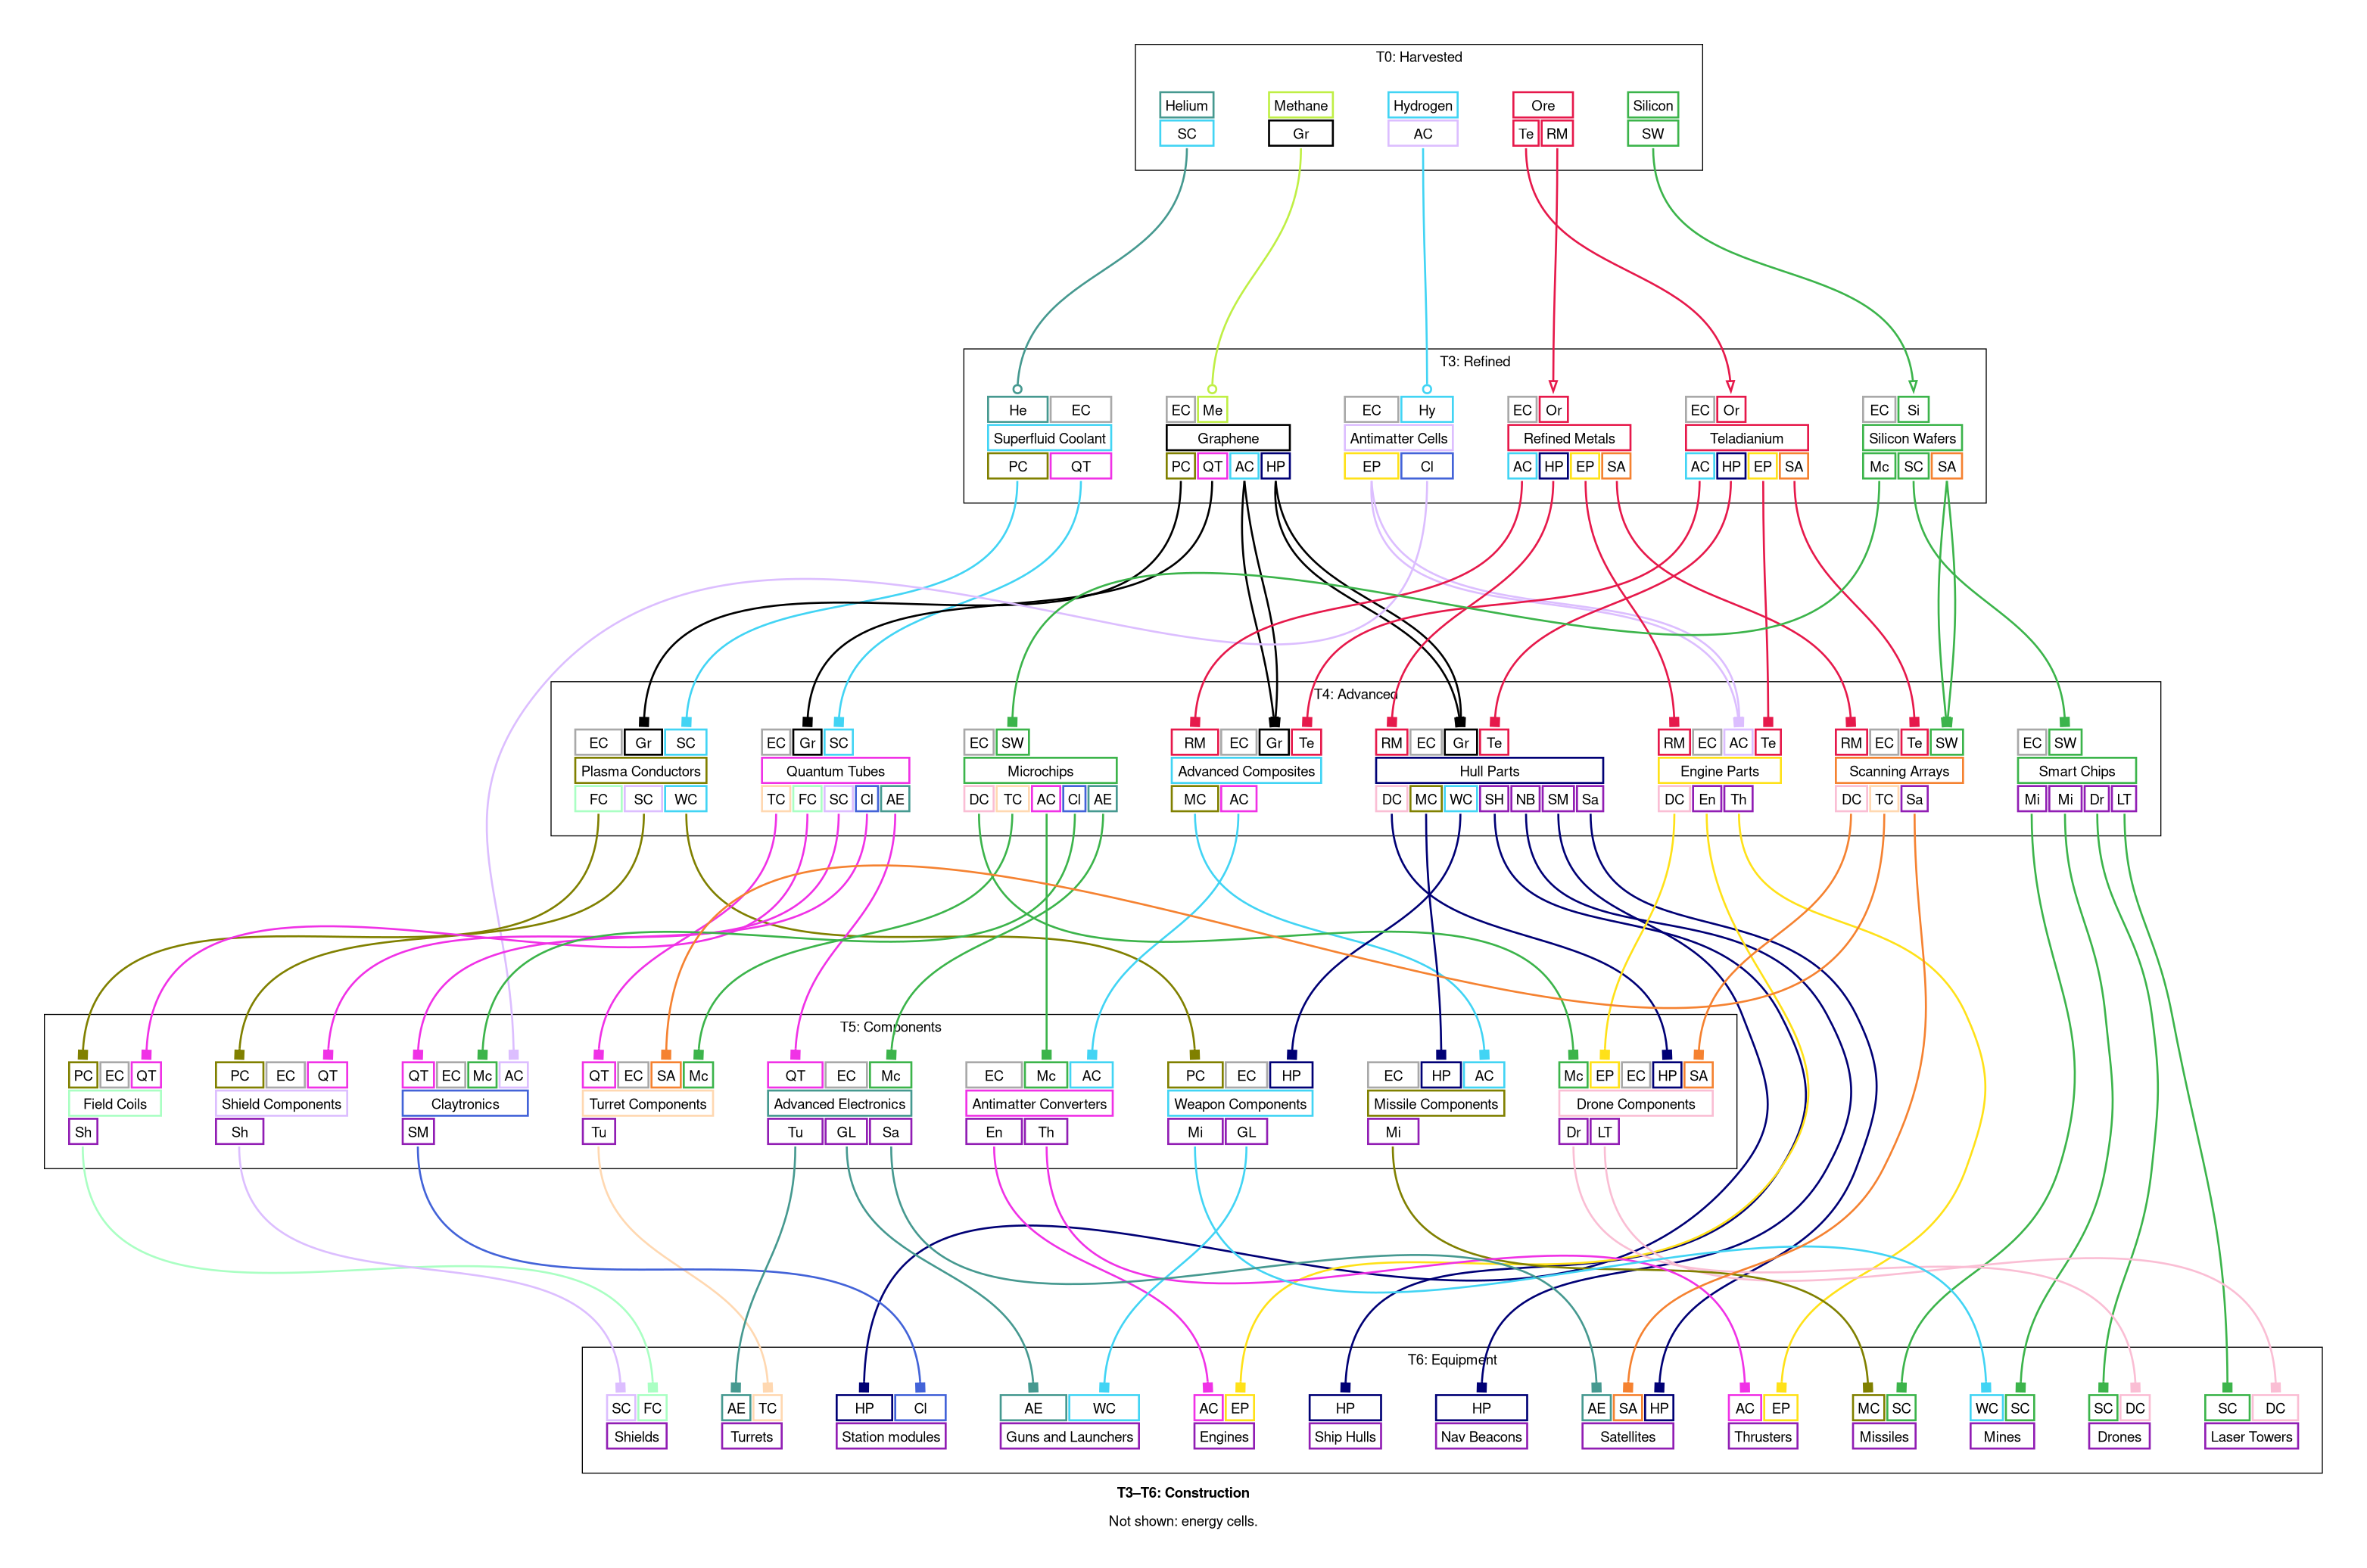 T0: Harvested
Helium Methane Hydrogen Ore Silicon
SC Gr AC Te RM SW
T3: Refined
He EC EC Me EC Hy EC Or EC Or EC Si
Superfluid Coolant Graphene Antimatter Cells Refined Metals Teladianium Silicon Wafers
PC QT PC QT AC HP EP Cl AC HP EP SA AC HP EP SA Mc SC SA
T4: Advanced
EC Gr SC EC Gr SC EC SW RM EC Gr Te RM EC Gr Te RM EC AC Te RM EC Te SW EC SW
Plasma Conductors Quantum Tubes Microchips Advanced Composites Hull Parts Engine Parts Scanning Arrays Smart Chips
FC SC WC TC FC SC Cl AE DC TC AC Cl AE MC AC DC MC WC SH NB SM Sa DC En Th DC TC Sa Mi Mi Dr LT
T5: Components
PC EC QT PC EC QT QT EC Mc AC QT EC SA Mc QT EC Mc EC Mc AC PC EC HP EC HP AC Mc EP EC HP SA
Field Coils Shield Components Claytronics Turret Components Advanced Electronics Antimatter Converters Weapon Components Missile Components Drone Components
Sh Sh SM Tu Tu GL Sa En Th Mi GL Mi Dr LT
T6: Equipment
SC FC AE TC HP Cl AE WC AC EP HP HP AE SA HP AC EP MC SC WC SC SC DC SC DC
Shields Turrets Station modules Guns and Launchers Engines Ship Hulls Nav Beacons Satellites Thrusters Missiles Mines Drones Laser Towers
T3–T6: Construction
Not shown: energy cells.